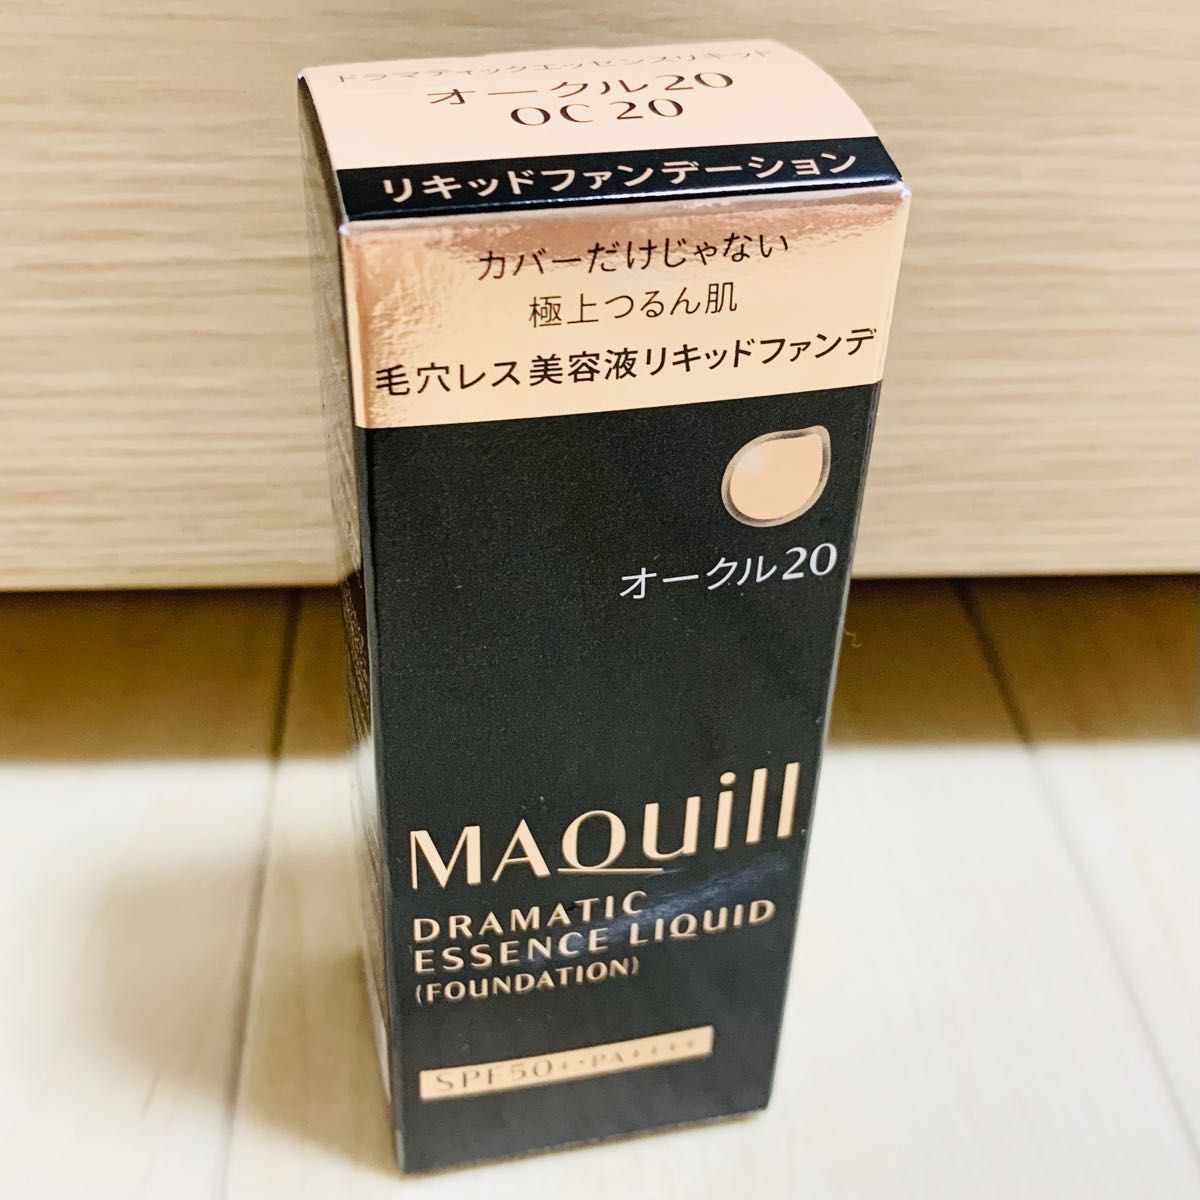 ドラマティックエッセンスリキッド
オークル20
OC 20
リキッドファンデーション
カバーだけじゃない
極上つるん肌
毛穴レス美容液リキッドファンデ
オークル20
MAQuill
DRAMATIC
ESSENCE LIQUID
(FOUNDATION)
SPF50+・PA++++